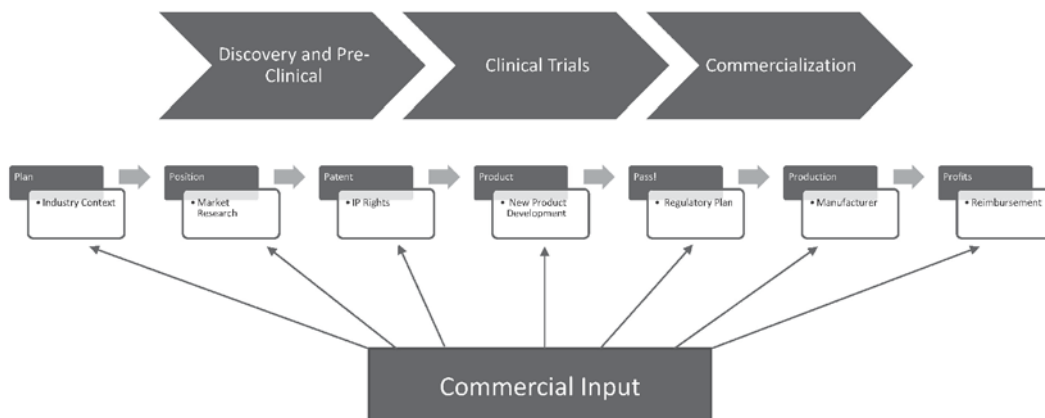 Discovery and Pre-
Clinical
Clinical Trials
Commercialization
Plan
• Industry Context
Position
• Market
Research
Patent
• IP Rights
Product
• New Product
Development
Pass!
• Regulatory Plan
Production
• Manufacturer
Profits
• Reimbursement
Commercial Input